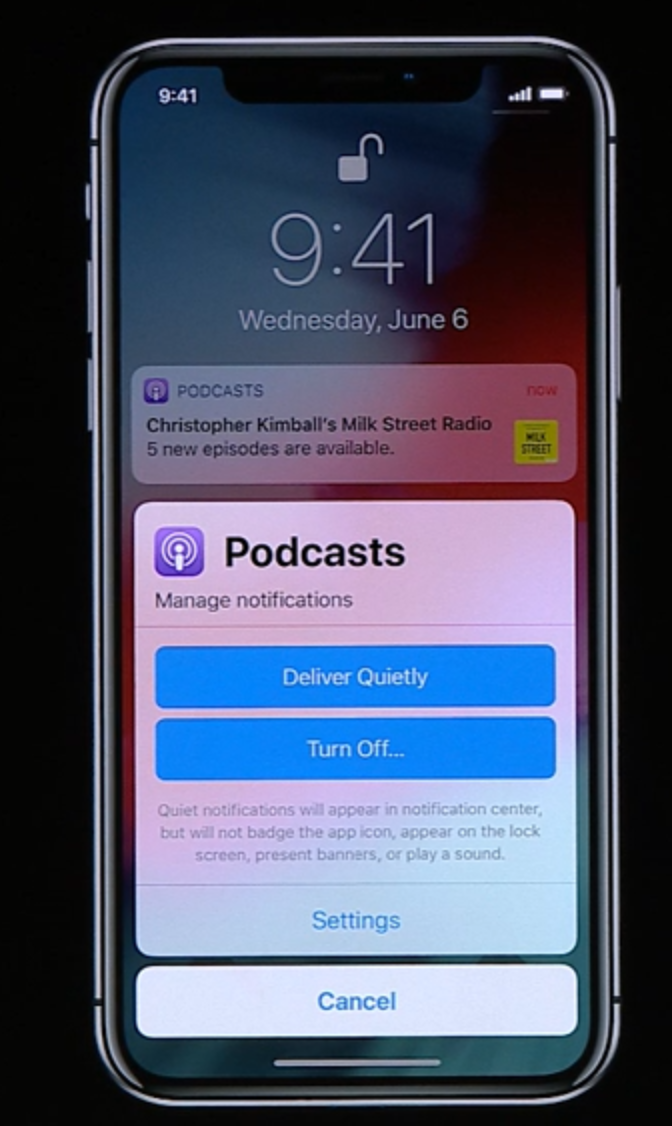 9:41
9:41
Wednesday, June 6
PODCASTS now
Christopher Kimball's Milk Street Radio
5 new episodes are available.
MILK
STREET
Podcasts
Manage notifications
Deliver Quietly
Turn Off...
Quiet notifications will appear in notification center,
but will not badge the app icon, appear on the lock
screen, present banners, or play a sound.
Settings
Cancel